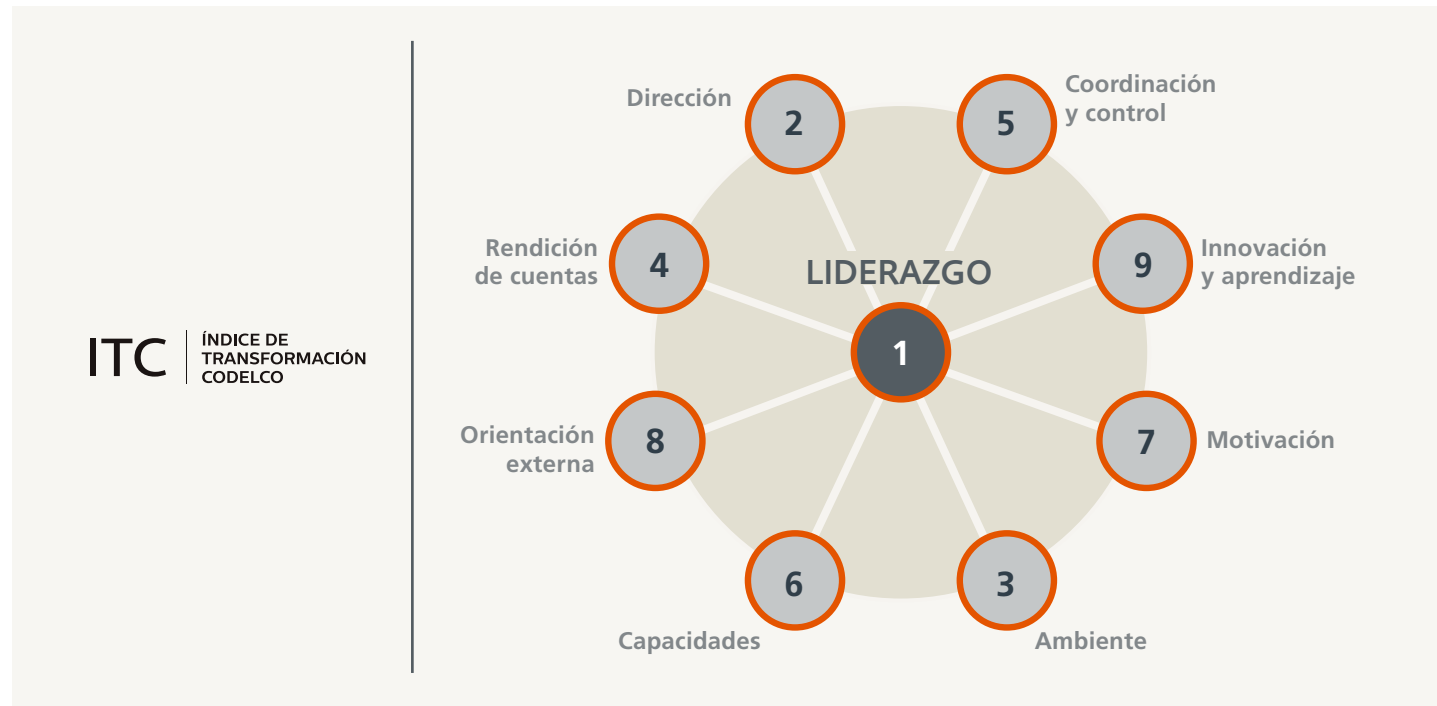 ITC
ÍNDICE DE
TRANSFORMACIÓN
CODELCO
Dirección
2
5
Coordinación
y control
Rendición
de cuentas
4
LIDERAZGO
9
Innovación
y aprendizaje
1
Orientación
externa
8
7
Motivación
6
Capacidades
3
Ambiente